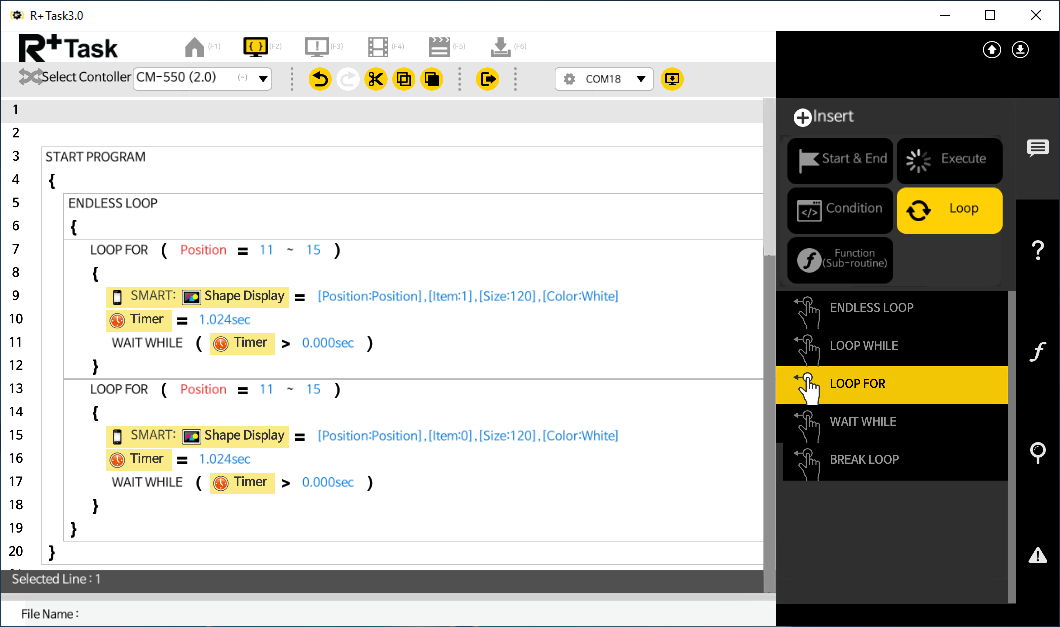 R+Task3.0
R+Task
(F1)
(F2)
(F3)
(F4)
(F5)
(F6)
Select Contoller CM-550 (2.0) (~)
COM18
1
2
3 START PROGRAM
4 {
5 ENDLESS LOOP
6 {
7 LOOP FOR ( Position = 11 ~ 15 )
8 {
9 SMART: Shape Display = [Position:Position],[Item:1],[Size:120],[Color:White]
10 Timer = 1.024sec
11 WAIT WHILE ( Timer > 0.000sec )
12 }
13 LOOP FOR ( Position = 11 ~ 15 )
14 {
15 SMART: Shape Display = [Position:Position],[Item:0],[Size:120],[Color:White]
16 Timer = 1.024sec
17 WAIT WHILE ( Timer > 0.000sec )
18 }
19 }
20 }
Selected Line : 1
File Name :
Insert
Start & End
Execute
Condition
Loop
Function
(Sub-routine)
ENDLESS LOOP
LOOP WHILE
LOOP FOR
WAIT WHILE
BREAK LOOP